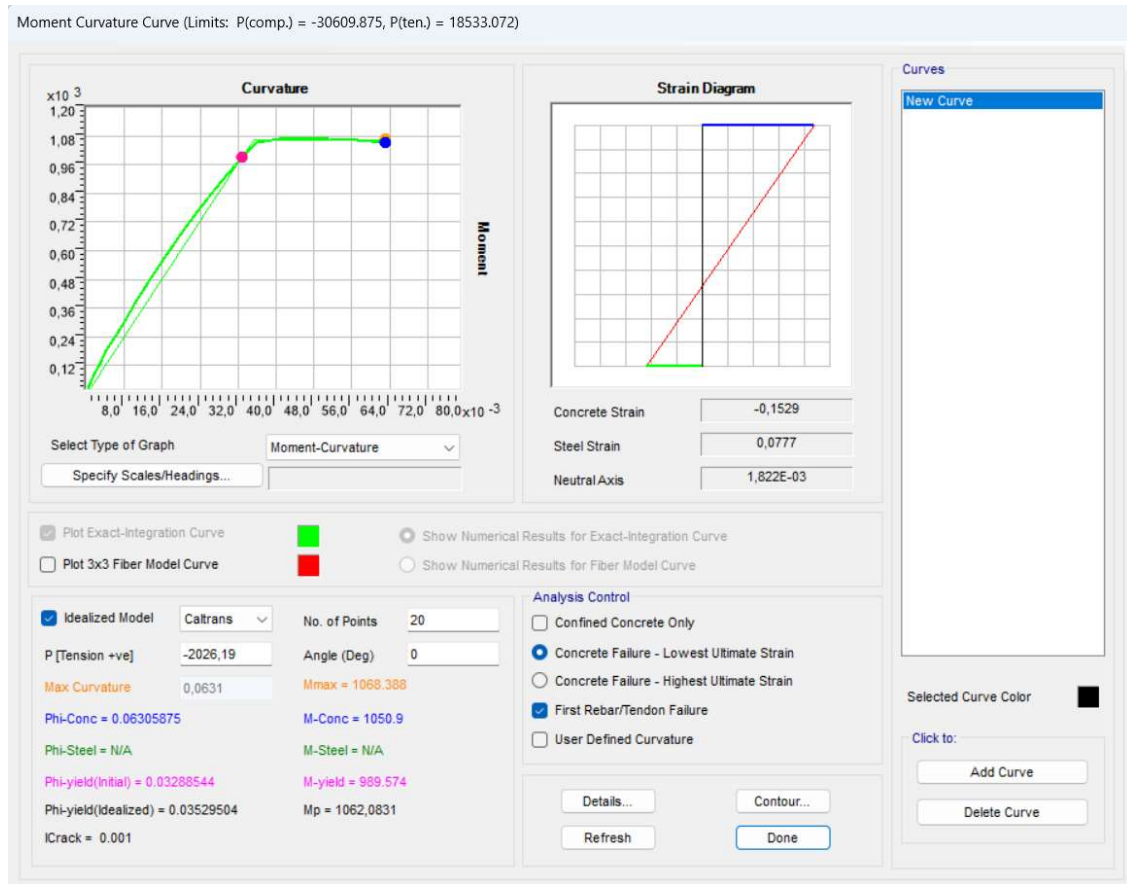 Moment Curvature Curve (Limits: P(comp.) = -30609.875, P(ten.) = 18533.072)
Curvature
x10 3
1,20
1,08
0,96
0,84
0,72
0,60
0,48
0,36
0,24
0,12
Moment
8,0 16,0 24,0 32,0 40,0 48,0 56,0 64,0 72,0 80,0 x10 -3
Select Type of Graph Moment-Curvature
Specify Scales/Headings...
Strain Diagram
Concrete Strain -0,1529
Steel Strain 0,0777
Neutral Axis 1,822E-03
Curves
New Curve
Plot Exact-Integration Curve Show Numerical Results for Exact-Integration Curve
Plot 3x3 Fiber Model Curve Show Numerical Results for Fiber Model Curve
Idealized Model Caltrans No. of Points 20
P [Tension +ve] -2026,19 Angle (Deg) 0
Max Curvature 0,0631 Mmax = 1068.388
Phi-Conc = 0.06305875 M-Conc = 1050.9
Phi-Steel = N/A M-Steel = N/A
Phi-yield(Initial) = 0.03288544 M-yield = 989.574
Phi-yield(Idealized) = 0.03529504 Mp = 1062,0831
ICrack = 0.001
Analysis Control
Confined Concrete Only
Concrete Failure - Lowest Ultimate Strain
Concrete Failure - Highest Ultimate Strain
First Rebar/Tendon Failure
User Defined Curvature
Details... Contour...
Refresh Done
Selected Curve Color
Click to:
Add Curve
Delete Curve